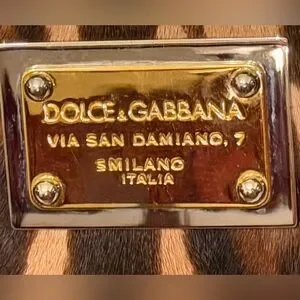 DOLCE&GABBANA
VIA SAN DAMIANO, 7
SMILANO
ITALIA